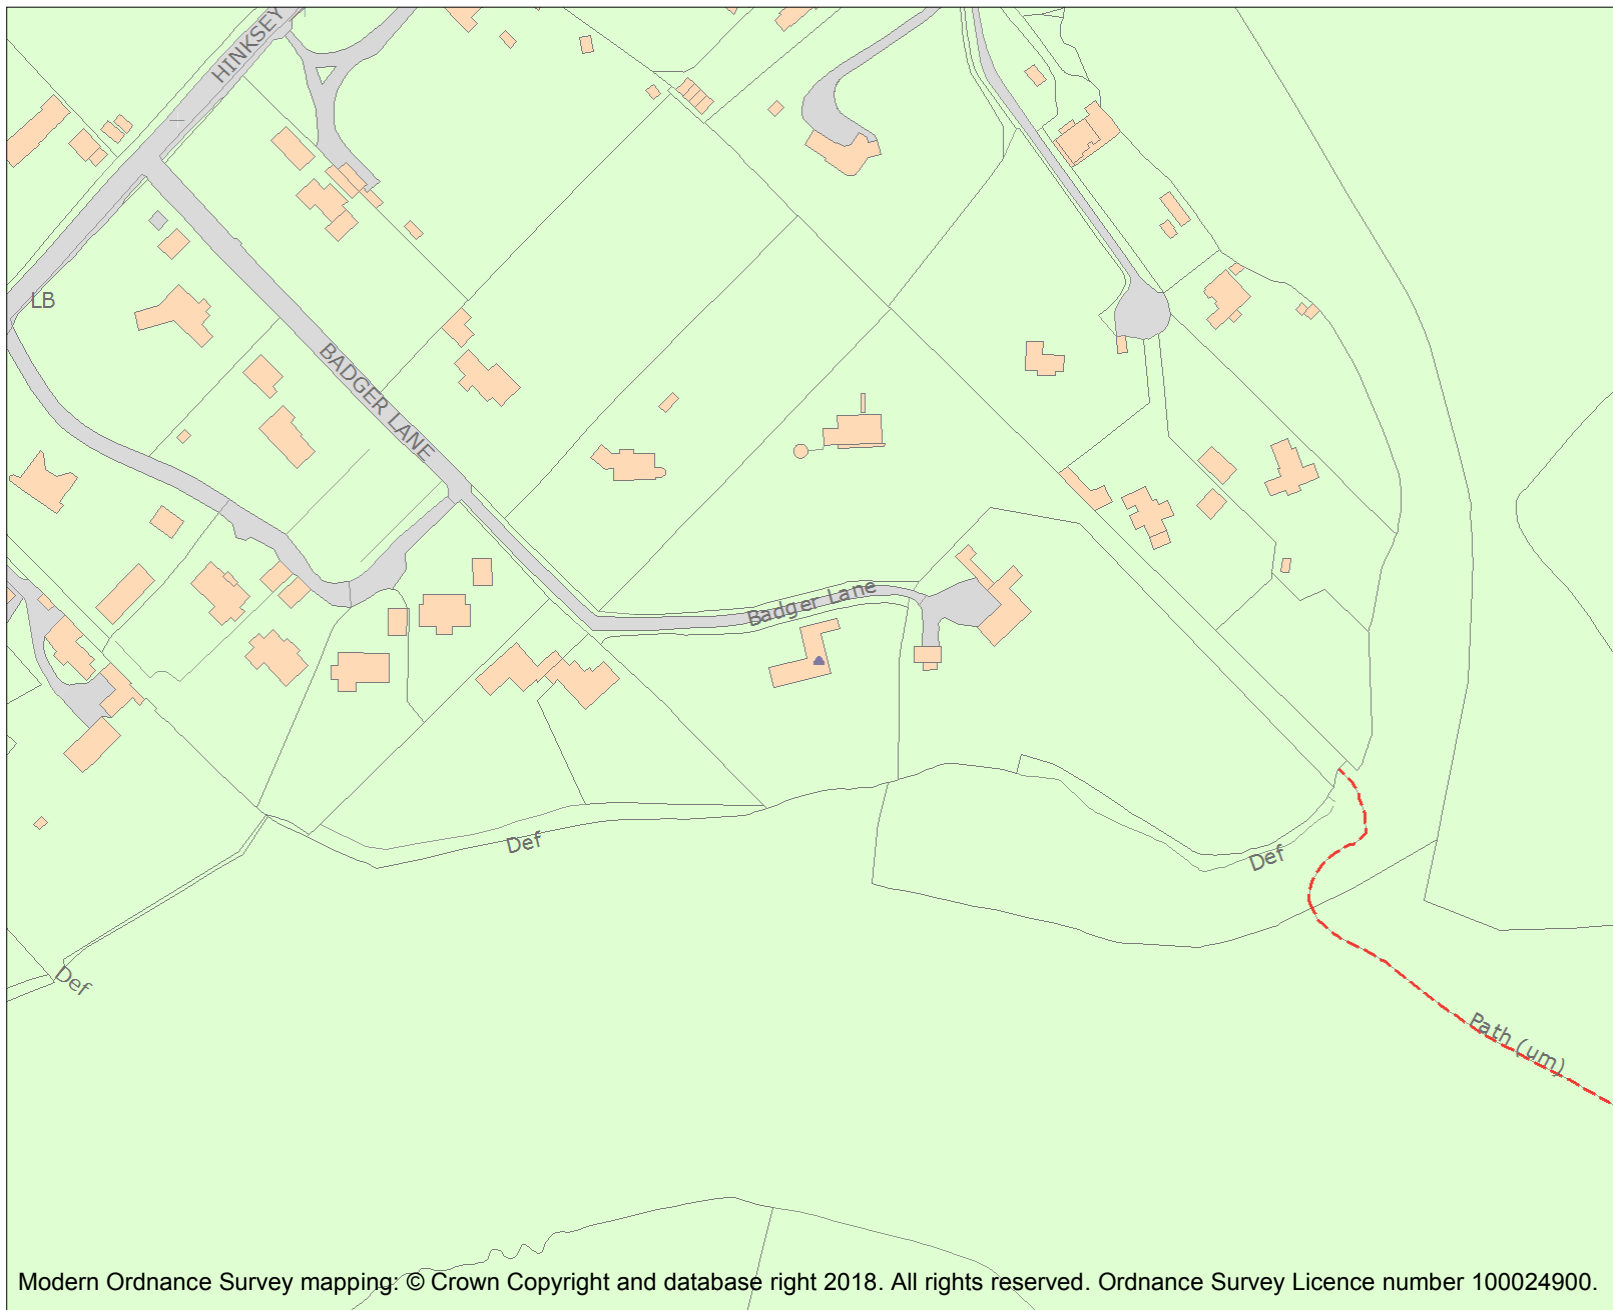 HINKSEY
LB
BADGER LANE
Badger Lane
Def
Def
Def
Path (um)
Modern Ordnance Survey mapping: © Crown Copyright and database right 2018. All rights reserved. Ordnance Survey Licence number 100024900.